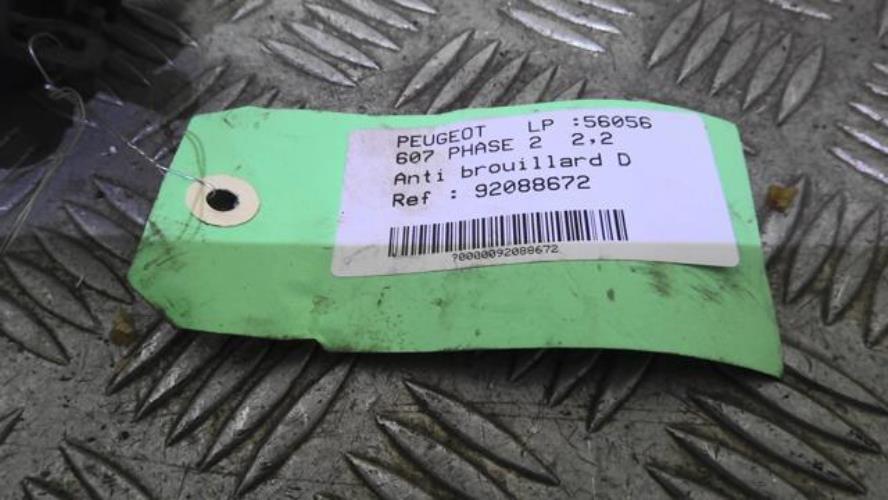 PEUGEOT LP :56056
607 PHASE 2 2,2
Anti brouillard D
Ref : 92088672
?0000092088672